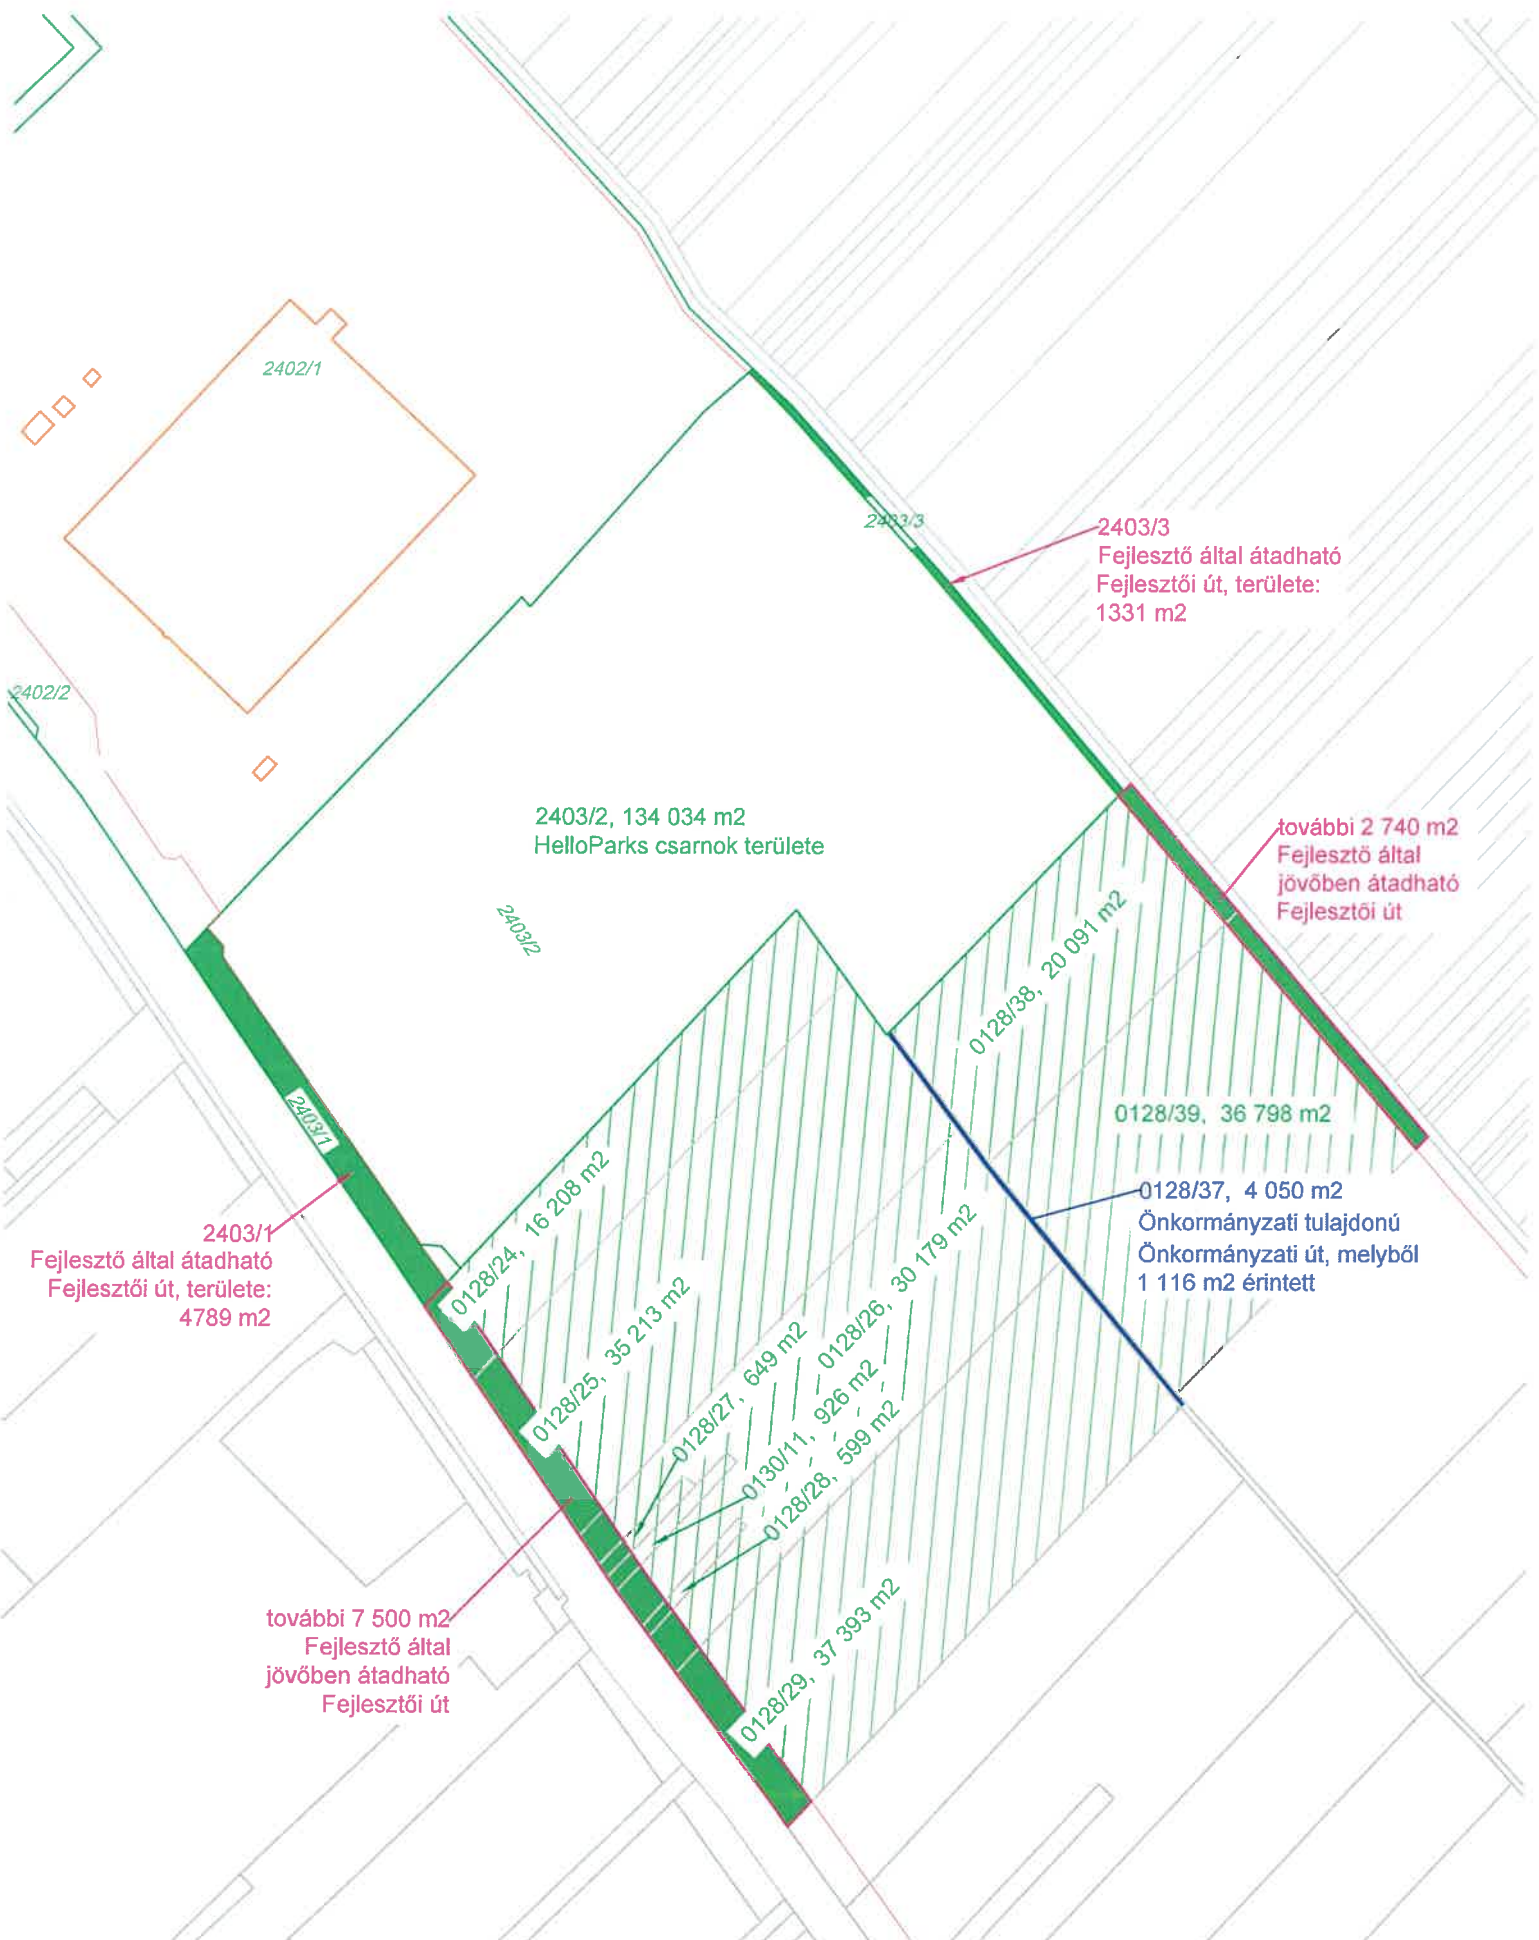 2402/1
2403/3
2403/3
Fejlesztő által átadható
Fejlesztői út, területe:
1331 m2
2402/2
2403/2, 134 034 m2
HelloParks csarnok területe
további 2 740 m2
Fejlesztő által
jövőben átadható
Fejlesztői út
2403/2
0128/38, 20 091 m2
2403/1
0128/39, 36 798 m2
0128/37, 4 050 m2
Önkormányzati tulajdonú
Önkormányzati út, melyből
1 116 m2 érintett
2403/1
Fejlesztő által átadható
Fejlesztői út, területe:
4789 m2
0128/24, 16 208 m2
0128/25, 35 213 m2
0128/26, 30 179 m2
0128/27, 649 m2
0130/11, 926 m2
0128/28, 599 m2
0128/29, 37 393 m2
további 7 500 m2
Fejlesztő által
jövőben átadható
Fejlesztői út